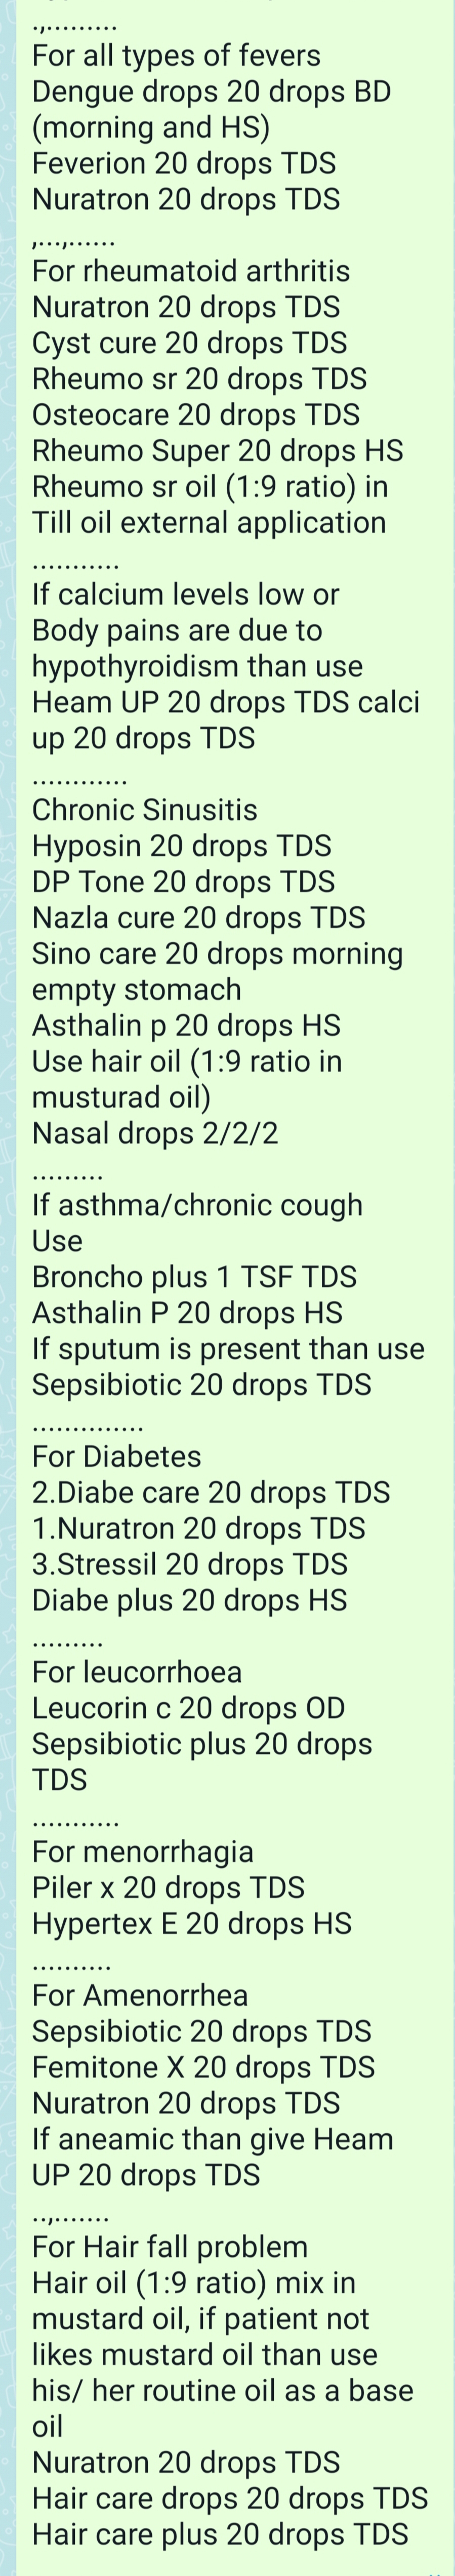 .,.........
For all types of fevers
Dengue drops 20 drops BD
(morning and HS)
Feverion 20 drops TDS
Nuratron 20 drops TDS
,...,......
For rheumatoid arthritis
Nuratron 20 drops TDS
Cyst cure 20 drops TDS
Rheumo sr 20 drops TDS
Osteocare 20 drops TDS
Rheumo Super 20 drops HS
Rheumo sr oil (1:9 ratio) in
Till oil external application
...........
If calcium levels low or
Body pains are due to
hypothyroidism than use
Heam UP 20 drops TDS calci
up 20 drops TDS
............
Chronic Sinusitis
Hyposin 20 drops TDS
DP Tone 20 drops TDS
Nazla cure 20 drops TDS
Sino care 20 drops morning
empty stomach
Asthalin p 20 drops HS
Use hair oil (1:9 ratio in
musturad oil)
Nasal drops 2/2/2
.........
If asthma/chronic cough
Use
Broncho plus 1 TSF TDS
Asthalin P 20 drops HS
If sputum is present than use
Sepsibiotic 20 drops TDS
..............
For Diabetes
2.Diabe care 20 drops TDS
1.Nuratron 20 drops TDS
3.Stressil 20 drops TDS
Diabe plus 20 drops HS
.........
For leucorrhoea
Leucorin c 20 drops OD
Sepsibiotic plus 20 drops
TDS
...........
For menorrhagia
Piler x 20 drops TDS
Hypertex E 20 drops HS
..........
For Amenorrhea
Sepsibiotic 20 drops TDS
Femitone X 20 drops TDS
Nuratron 20 drops TDS
If aneamic than give Heam
UP 20 drops TDS
..,.......
For Hair fall problem
Hair oil (1:9 ratio) mix in
mustard oil, if patient not
likes mustard oil than use
his/ her routine oil as a base
oil
Nuratron 20 drops TDS
Hair care drops 20 drops TDS
Hair care plus 20 drops TDS